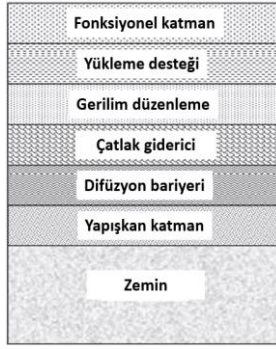 Fonksiyonel katman
Yükleme desteği
Gerilim düzenleme
Çatlak giderici
Difüzyon bariyeri
Yapışkan katman
Zemin